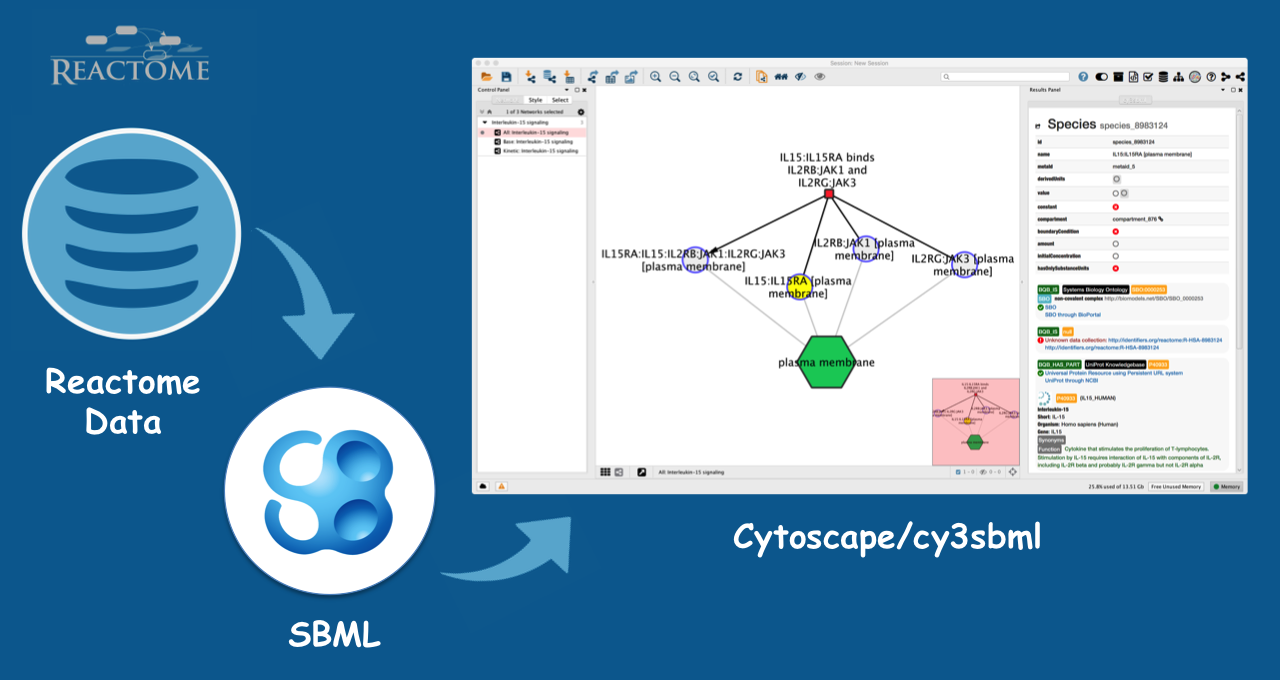 REACTOME
Reactome
Data
SBML
Cytoscape/cy3sbml
Session: New Session
Control Panel
Style Select
1 of 3 Networks selected
Interleukin-15 signaling
All: Interleukin-15 signaling
Base: Interleukin-15 signaling
Kinetic: Interleukin-15 signaling
IL15:IL15RA binds
IL2RB:JAK1 and
IL2RG:JAK3
IL15RA:IL15:IL2RB:JAK1:IL2RG:JAK3
[plasma membrane]
IL2RB:JAK1 [plasma
membrane]
IL2RG:JAK3 [plasma
membrane]
IL15:IL15RA [plasma
membrane]
plasma membrane
All: Interleukin-15 signaling
1 - 0 0 - 0
Results Panel
Species species_8983124
id species_8983124
name IL15:IL15RA [plasma membrane]
metaId metaid_5
derivedUnits
value
constant
compartment compartment_876
boundaryCondition
amount
initialConcentration
hasOnlySubstanceUnits
BQB_IS Systems Biology Ontology SBO:0000253
SBO non-covalent complex http://biomodels.net/SBO/SBO_0000253
SBO
SBO through BioPortal
BQB_IS null
Unknown data collection: http://identifiers.org/reactome:R-HSA-8983124
http://identifiers.org/reactome:R-HSA-8983124
BQB_HAS_PART UniProt Knowledgebase P40933
Universal Protein Resource using Persistent URL system
UniProt through NCBI
P40933 (IL15_HUMAN)
Interleukin-15
Short: IL-15
Organism: Homo sapiens (Human)
Gene: IL15
Synonyms
Function Cytokine that stimulates the proliferation of T-lymphocytes.
Stimulation by IL-15 requires interaction of IL-15 with components of IL-2R,
including IL-2R beta and probably IL-2R gamma but not IL-2R alpha
25.8% used of 13.51 Gb Free Unused Memory Memory